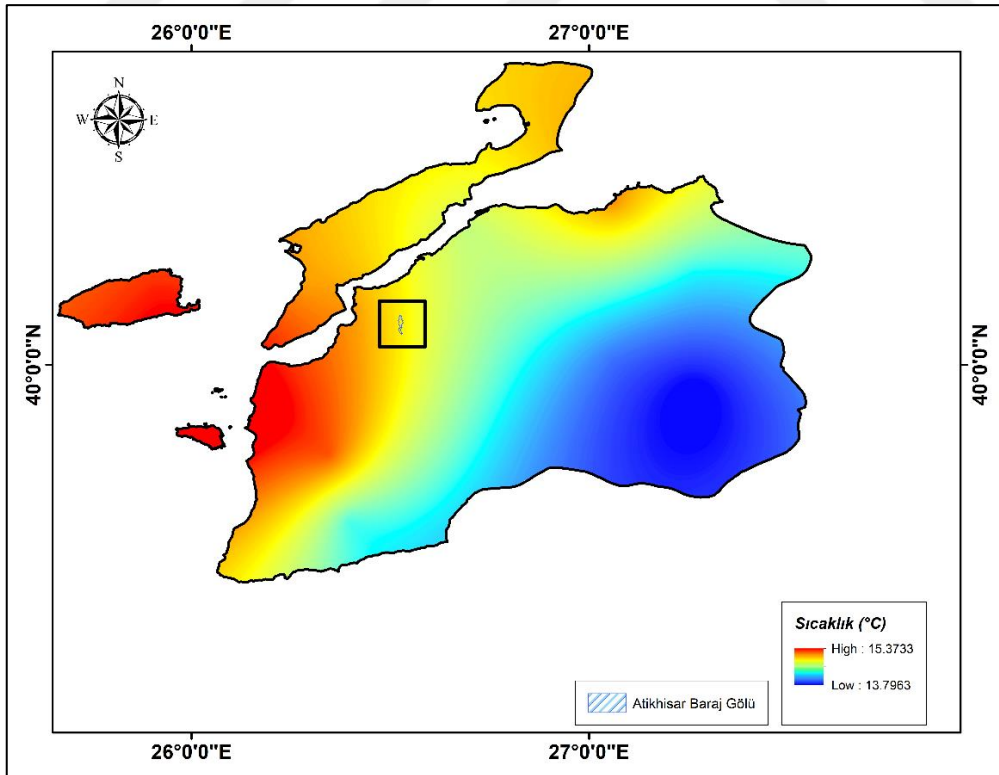 26°0'0"E 27°0'0"E
N
W E
S
40°0'0"N 40°0'0"N
Sıcaklık (°C)
High : 15.3733
Low : 13.7963
Atikhisar Baraj Gölü
26°0'0"E 27°0'0"E